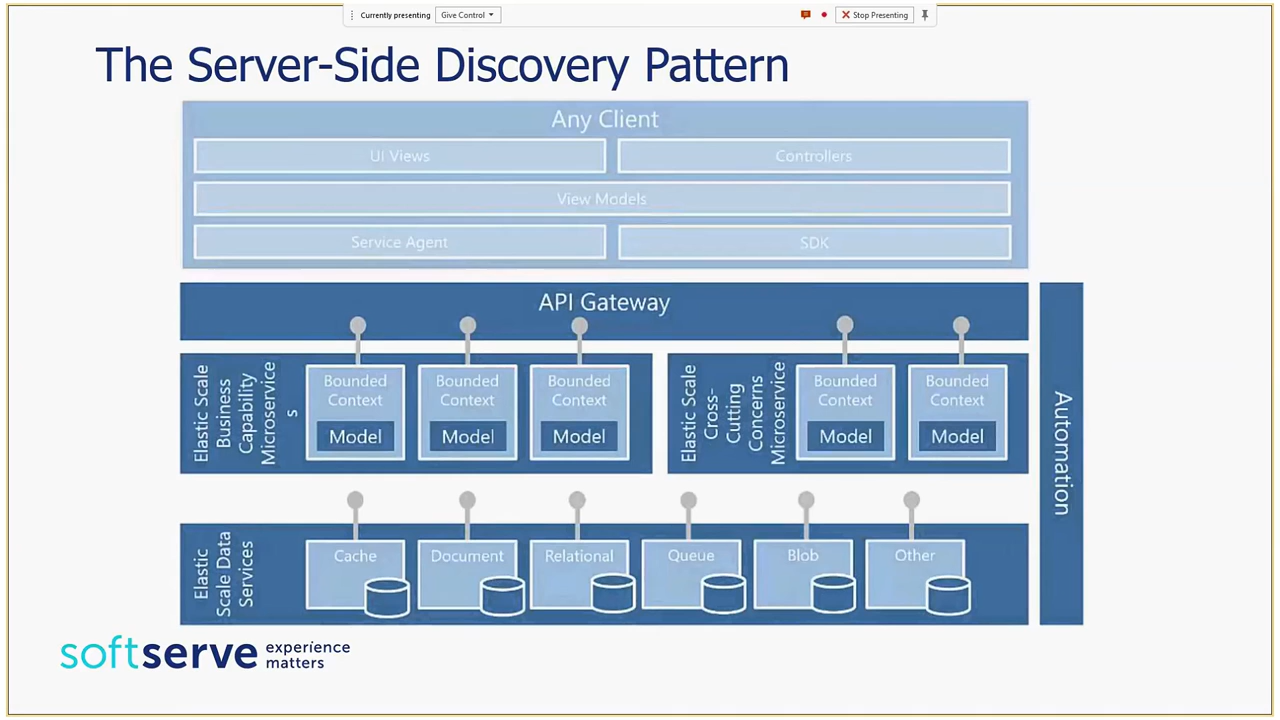 Currently presenting
Give Control
Stop Presenting
The Server-Side Discovery Pattern
Any Client
UI Views
Controllers
View Models
Service Agent
SDK
API Gateway
Elastic Scale
Business
Capability
Microservice
s
Bounded
Context
Model
Bounded
Context
Model
Bounded
Context
Model
Elastic Scale
Cross-
Cutting
Concerns
Microservice
Bounded
Context
Model
Bounded
Context
Model
Automation
Elastic
Scale Data
Services
Cache
Document
Relational
Queue
Blob
Other
softserve
experience
matters